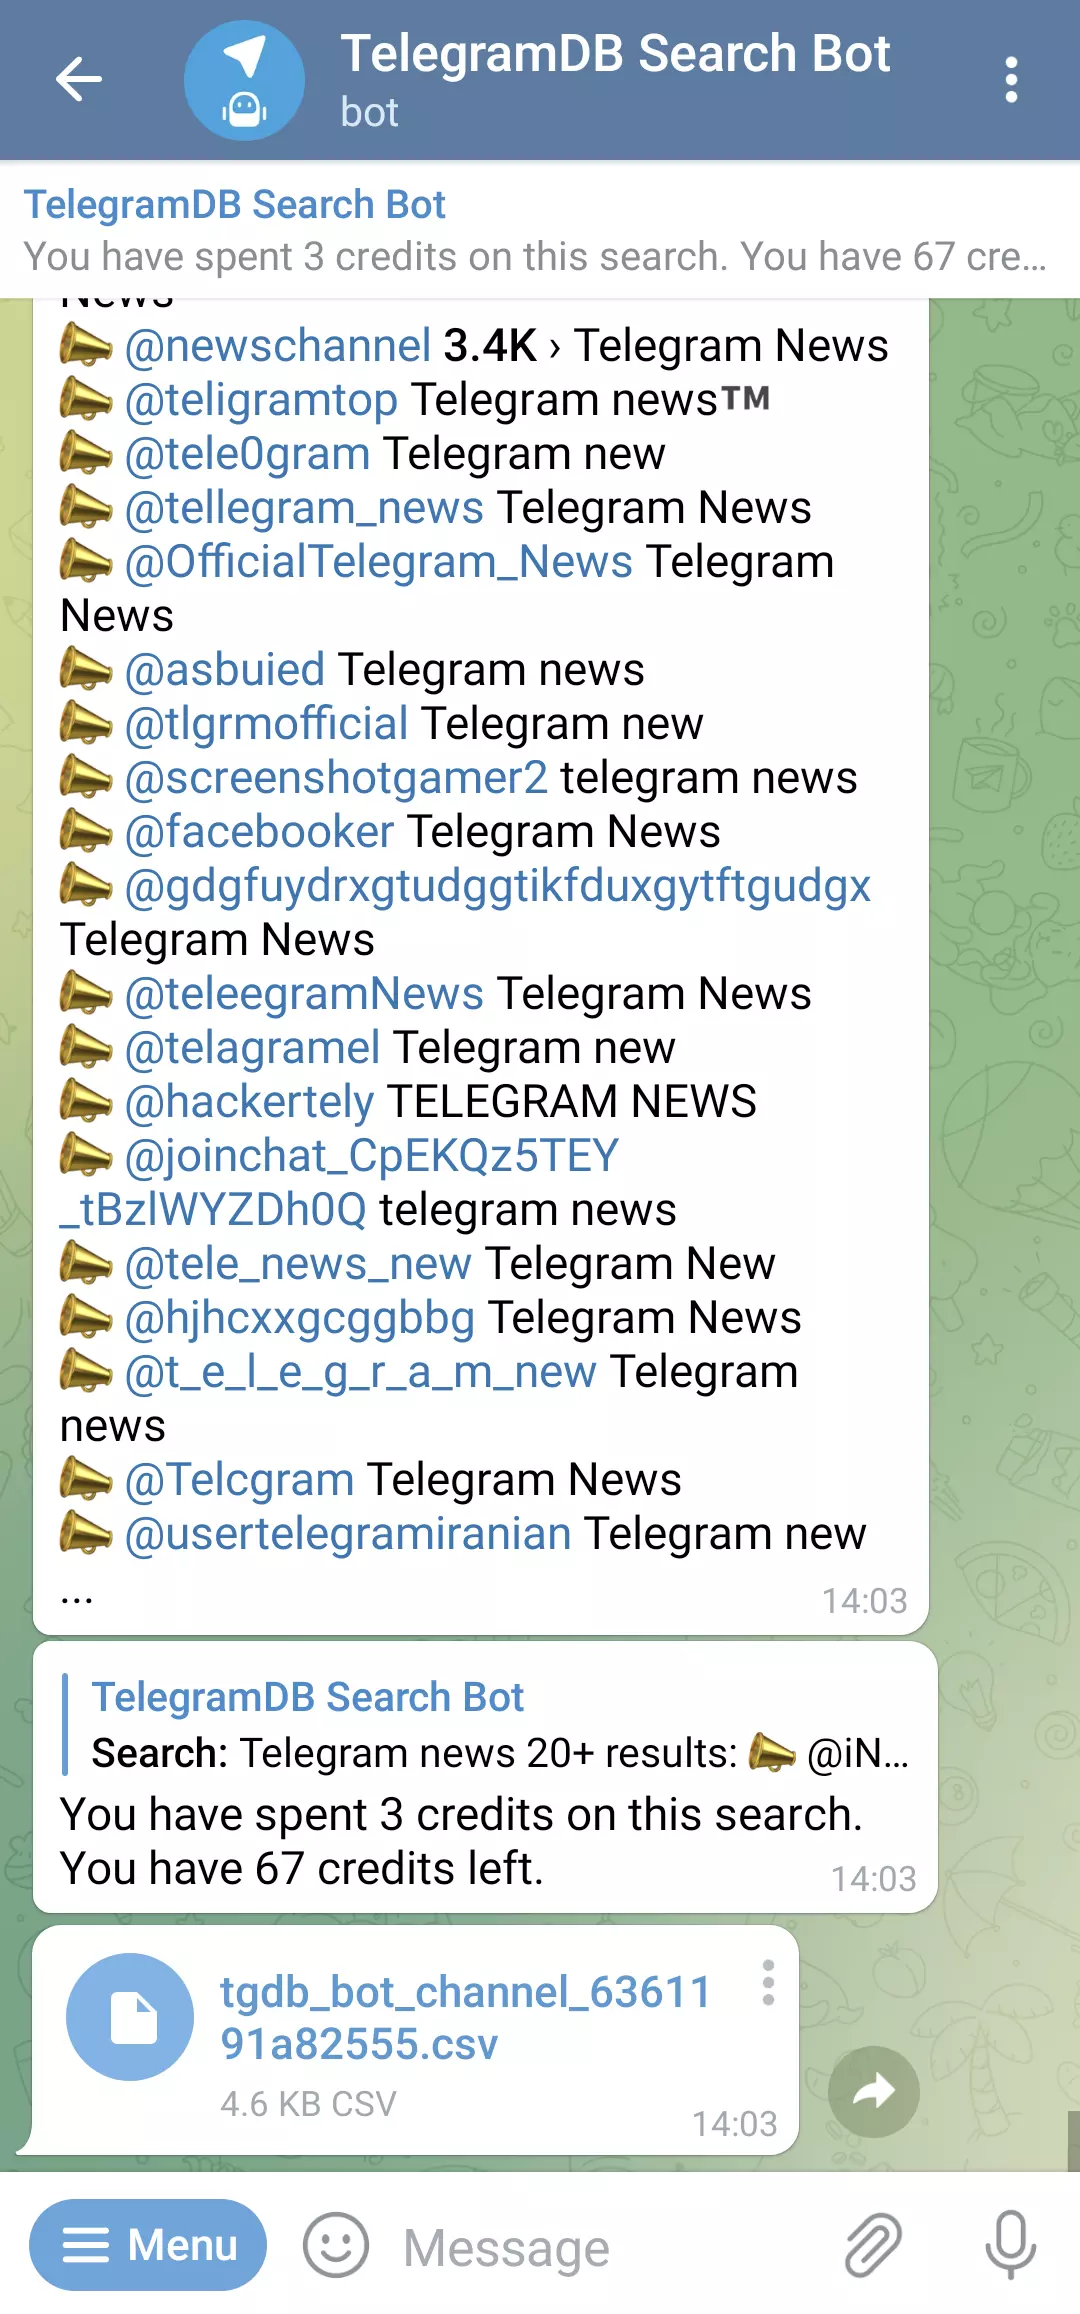 TelegramDB Search Bot
bot
TelegramDB Search Bot
You have spent 3 credits on this search. You have 67 cre...
News
@newschannel 3.4K › Telegram News
@teligramtop Telegram news™
@tele0gram Telegram new
@tellegram_news Telegram News
@OfficialTelegram_News Telegram
News
@asbuied Telegram news
@tlgrmofficial Telegram new
@screenshotgamer2 telegram news
@facebooker Telegram News
@gdgfuydrxgtudggtikfduxgytftgudgx
Telegram News
@teleegramNews Telegram News
@telagramel Telegram new
@hackertely TELEGRAM NEWS
@joinchat_CpEKQz5TEY
_tBzlWYZDh0Q telegram news
@tele_news_new Telegram New
@hjhcxxgcggbbg Telegram News
@t_e_l_e_g_r_a_m_new Telegram
news
@Telcgram Telegram News
@usertelegramiranian Telegram new
...
14:03
TelegramDB Search Bot
Search: Telegram news 20+ results: @iN...
You have spent 3 credits on this search.
You have 67 credits left.
14:03
tgdb_bot_channel_63611
91a82555.csv
4.6 KB CSV
14:03
Menu
Message